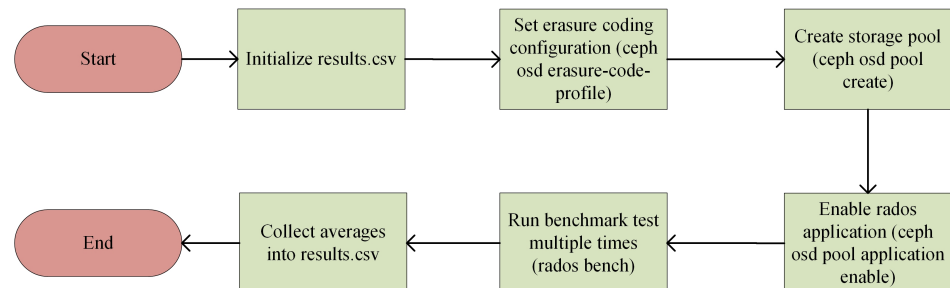 Start
Initialize results.csv
Set erasure coding
configuration (ceph
osd erasure-code-
profile)
Create storage pool
(ceph osd pool
create)
Enable rados
application (ceph
osd pool application
enable)
Run benchmark test
multiple times
(rados bench)
Collect averages
into results.csv
End